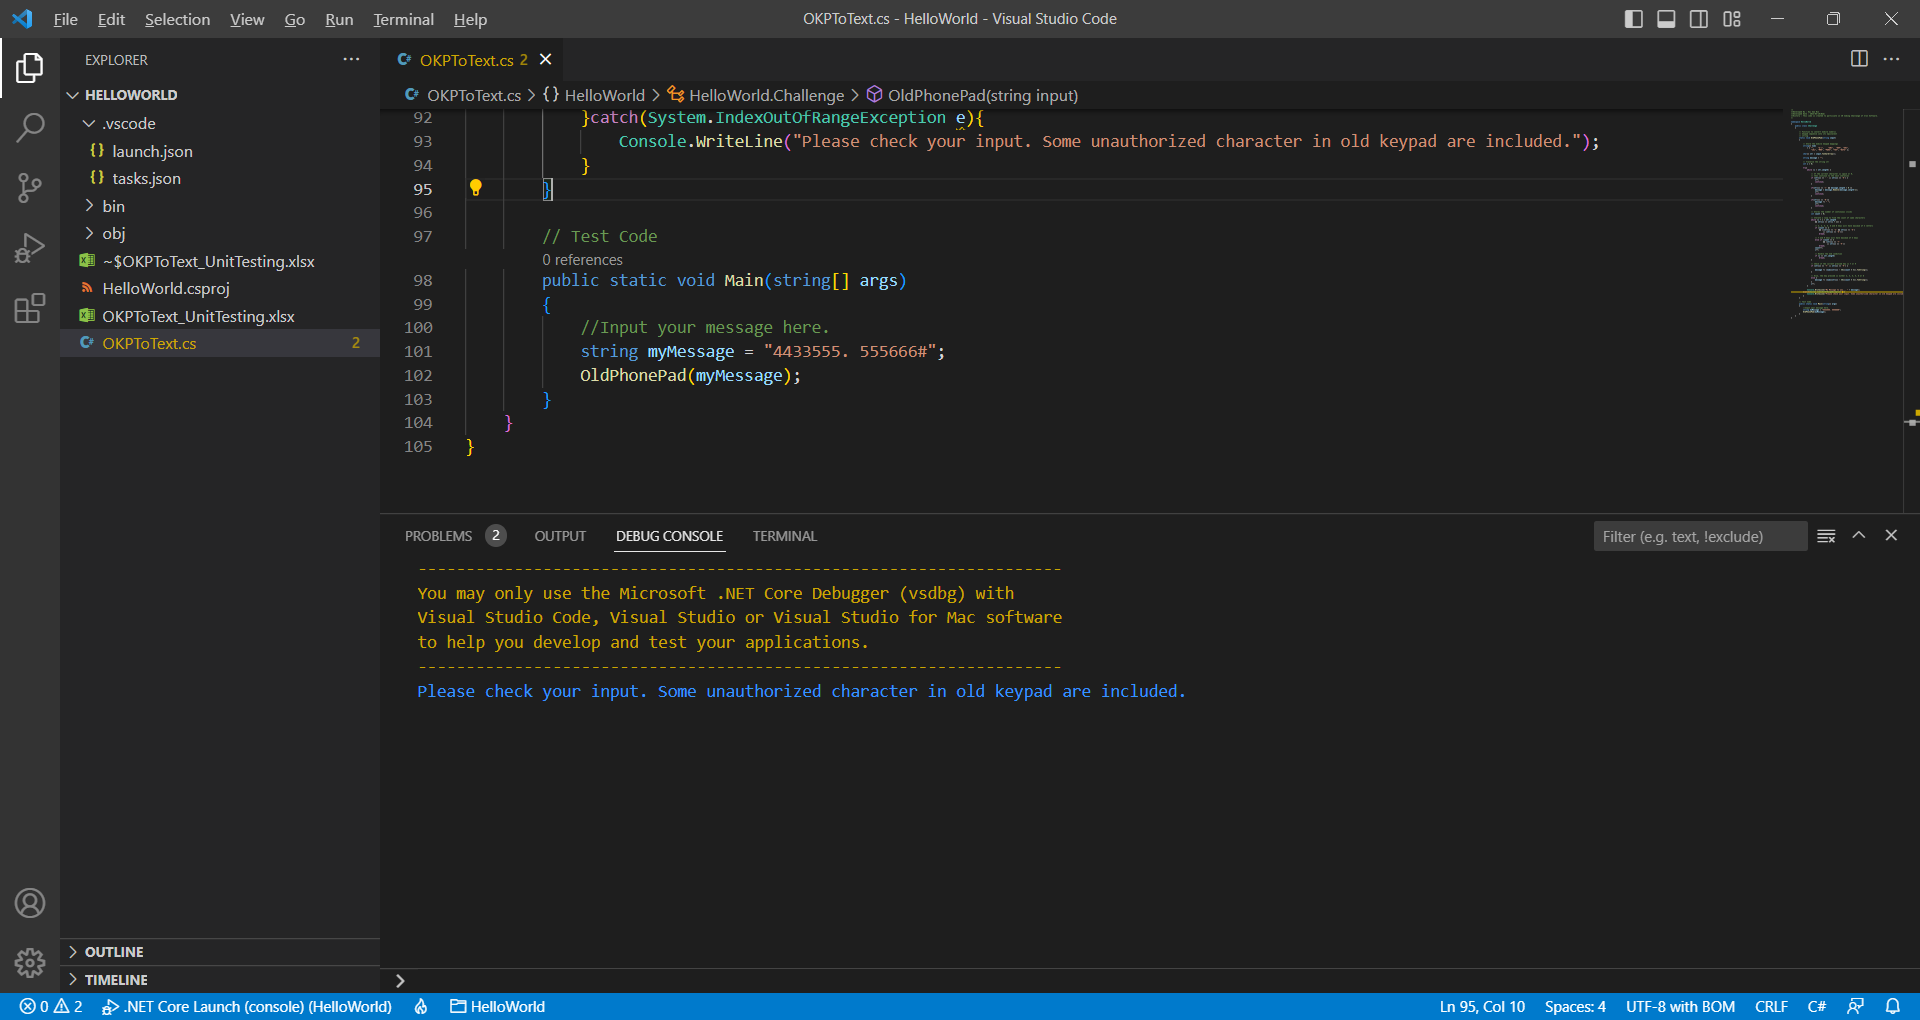 File Edit Selection View Go Run Terminal Help
OKPToText.cs - HelloWorld - Visual Studio Code
EXPLORER
HELLOWORLD
.vscode
launch.json
tasks.json
bin
obj
~$OKPToText_UnitTesting.xlsx
HelloWorld.csproj
OKPToText_UnitTesting.xlsx
OKPToText.cs 2
OUTLINE
TIMELINE
OKPToText.cs 2
OKPToText.cs > {} HelloWorld > HelloWorld.Challenge > OldPhonePad(string input)
92 }catch(System.IndexOutOfRangeException e){
93 Console.WriteLine("Please check your input. Some unauthorized character in old keypad are included.");
94 }
95 }
96
97 // Test Code
0 references
98 public static void Main(string[] args)
99 {
100 //Input your message here.
101 string myMessage = "4433555. 555666#";
102 OldPhonePad(myMessage);
103 }
104 }
105 }
PROBLEMS 2 OUTPUT DEBUG CONSOLE TERMINAL
Filter (e.g. text, !exclude)
-------------------------------------------------------------------
You may only use the Microsoft .NET Core Debugger (vsdbg) with
Visual Studio Code, Visual Studio or Visual Studio for Mac software
to help you develop and test your applications.
-------------------------------------------------------------------
Please check your input. Some unauthorized character in old keypad are included.
0 2 .NET Core Launch (console) (HelloWorld) HelloWorld
Ln 95, Col 10 Spaces: 4 UTF-8 with BOM CRLF C#